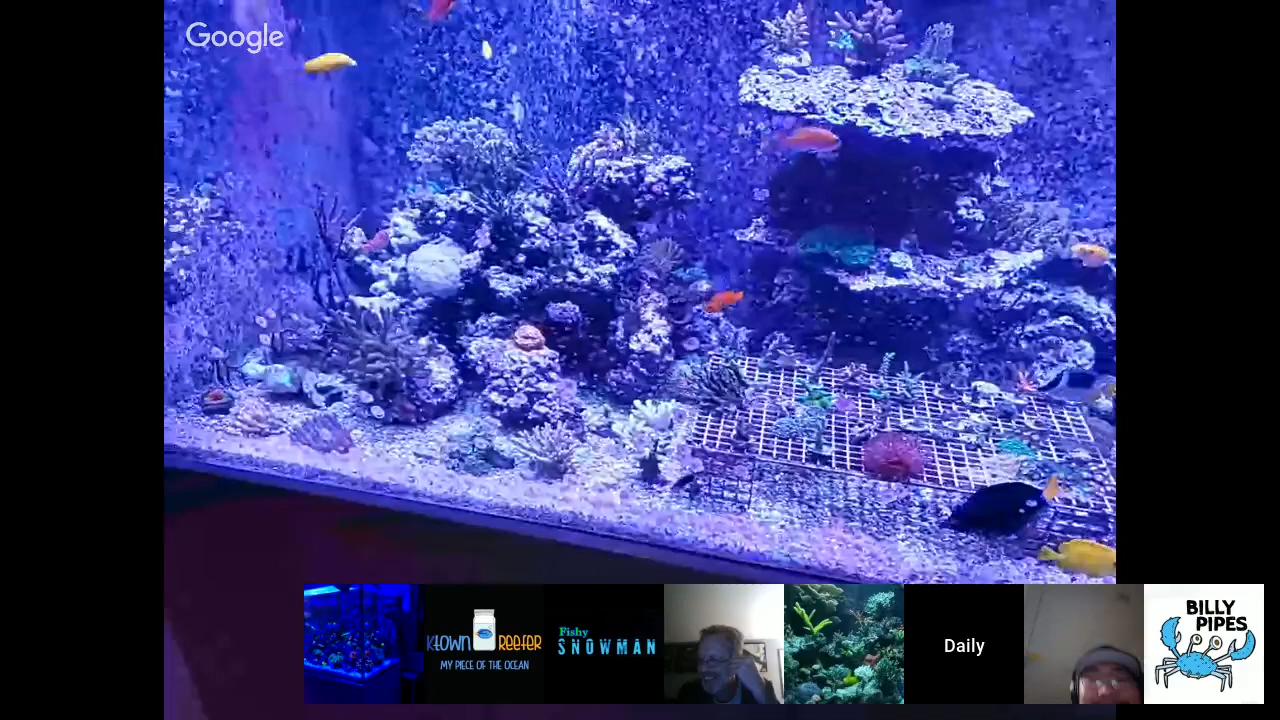 Google
KTOWN REEFER
MY PIECE OF THE OCEAN
Fishy
SNOWMAN
Daily
BILLY
PIPES